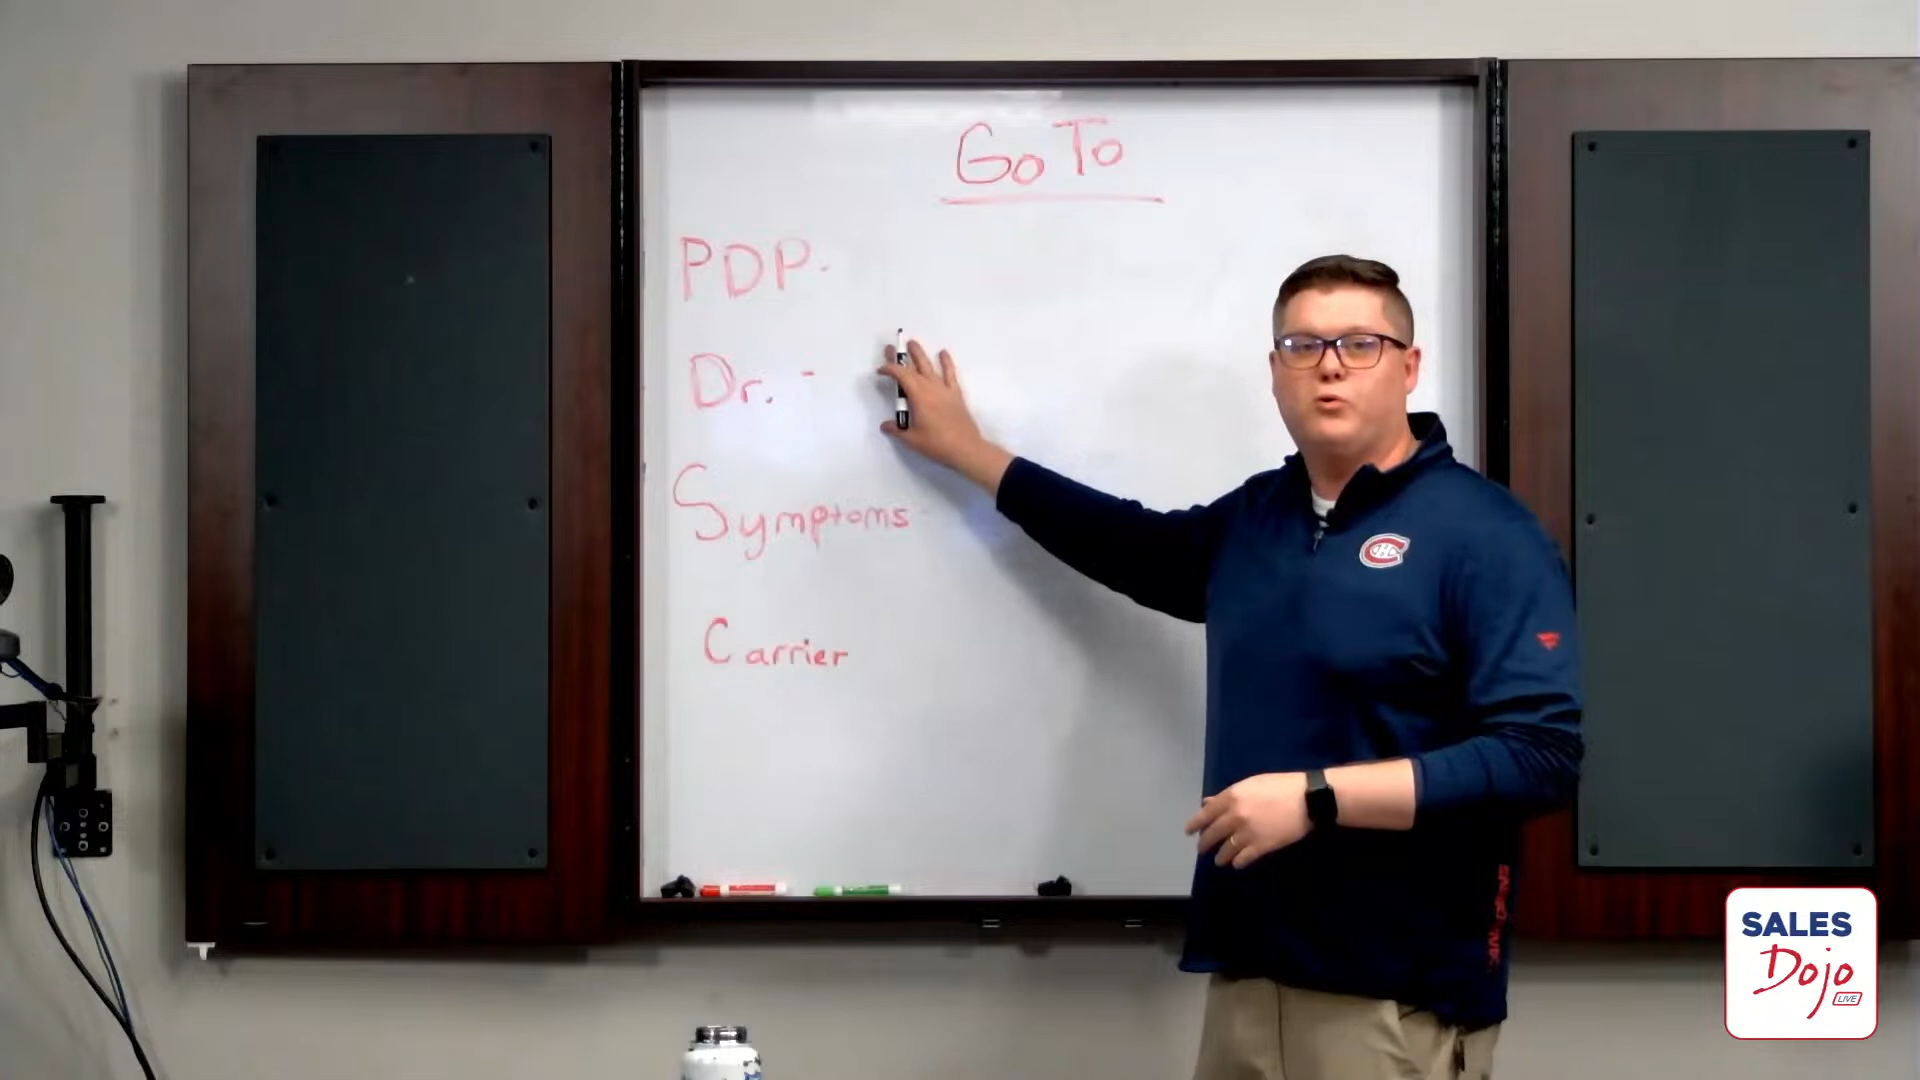 Go To
PDP-
Dr. -
Symptoms-
Carrier
SALES
Dojo
LIVE